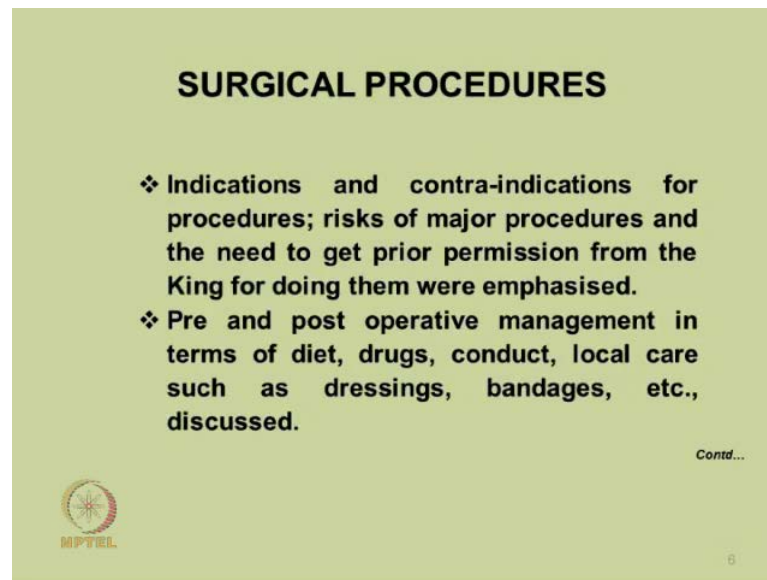 SURGICAL PROCEDURES
❖ Indications and contra-indications for
procedures; risks of major procedures and
the need to get prior permission from the
King for doing them were emphasised.
❖ Pre and post operative management in
terms of diet, drugs, conduct, local care
such as dressings, bandages, etc.,
discussed.
Contd...
NPTEL
6